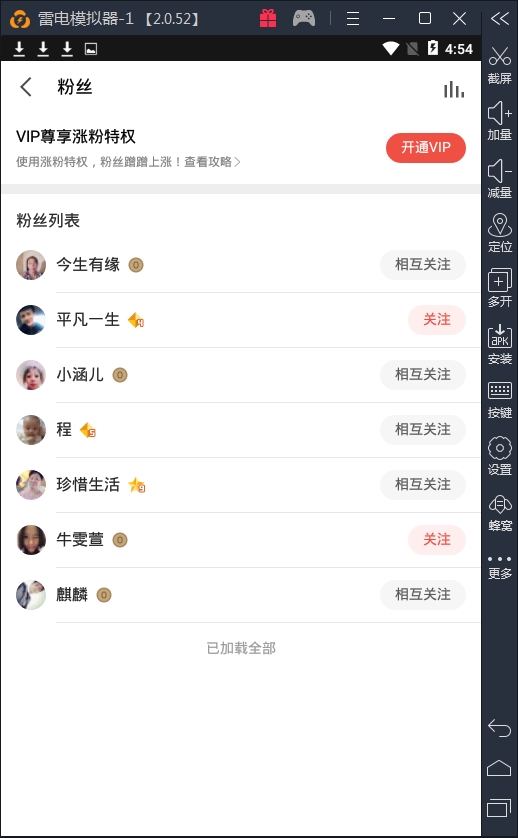 雷电模拟器-1 【2.0.52】
4:54
粉丝
VIP尊享涨粉特权
使用涨粉特权，粉丝蹭蹭上涨！查看攻略
开通VIP
粉丝列表
今生有缘 0 相互关注
平凡一生 4 关注
小涵儿 0 相互关注
程 5 相互关注
珍惜生活 9 相互关注
牛雯萱 0 关注
麒麟 0 相互关注
已加载全部
截屏
加量
减量
定位
多开
APK
安装
按键
设置
蜂窝
更多